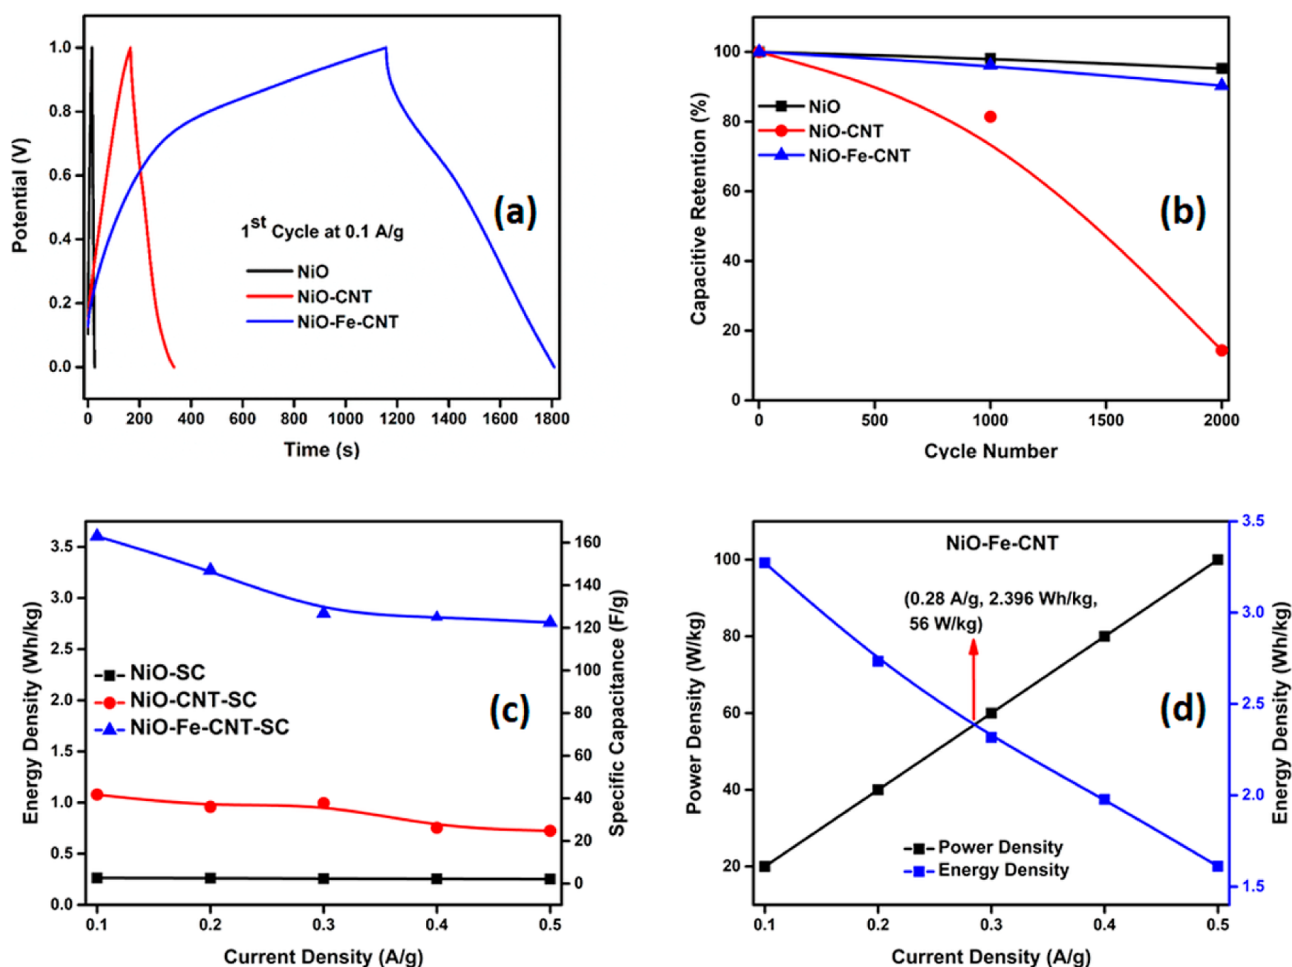 1.0
0.8
0.6
0.4
0.2
0.0
Potential (V)
0 200 400 600 800 1000 1200 1400 1600 1800
Time (s)
(a)
1st Cycle at 0.1 A/g
NiO
NiO-CNT
NiO-Fe-CNT
100
80
60
40
20
0
Capacitive Retention (%)
0 500 1000 1500 2000
Cycle Number
NiO
NiO-CNT
NiO-Fe-CNT
(b)
3.5
3.0
2.5
2.0
1.5
1.0
0.5
0.0
Energy Density (Wh/kg)
160
140
120
100
80
60
40
20
0
Specific Capacitance (F/g)
0.1 0.2 0.3 0.4 0.5
Current Density (A/g)
NiO-SC
NiO-CNT-SC
NiO-Fe-CNT-SC
(c)
100
80
60
40
20
Power Density (W/kg)
3.5
3.0
2.5
2.0
1.5
Energy Density (Wh/kg)
0.1 0.2 0.3 0.4 0.5
Current Density (A/g)
NiO-Fe-CNT
(0.28 A/g, 2.396 Wh/kg,
56 W/kg)
(d)
Power Density
Energy Density